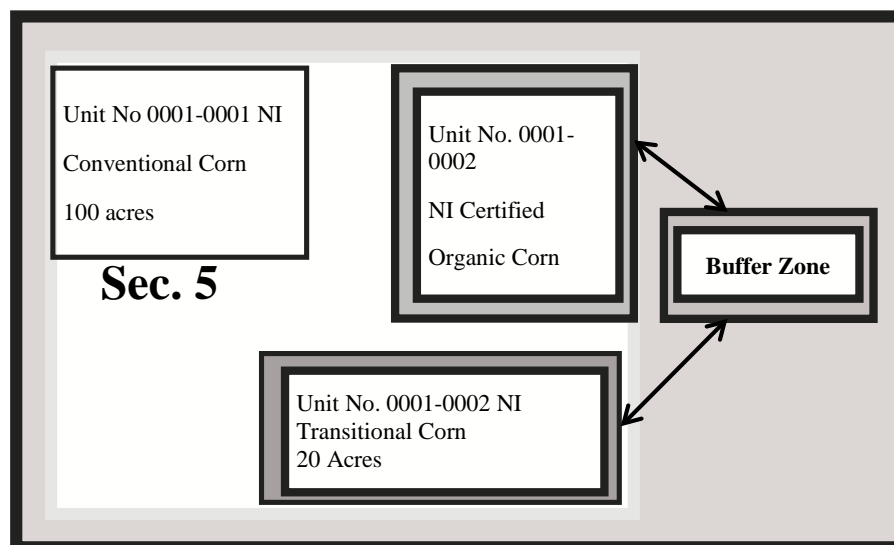 Unit No 0001-0001 NI
Conventional Corn
100 acres
Sec. 5
Unit No. 0001-
0002
NI Certified
Organic Corn
Buffer Zone
Unit No. 0001-0002 NI
Transitional Corn
20 Acres